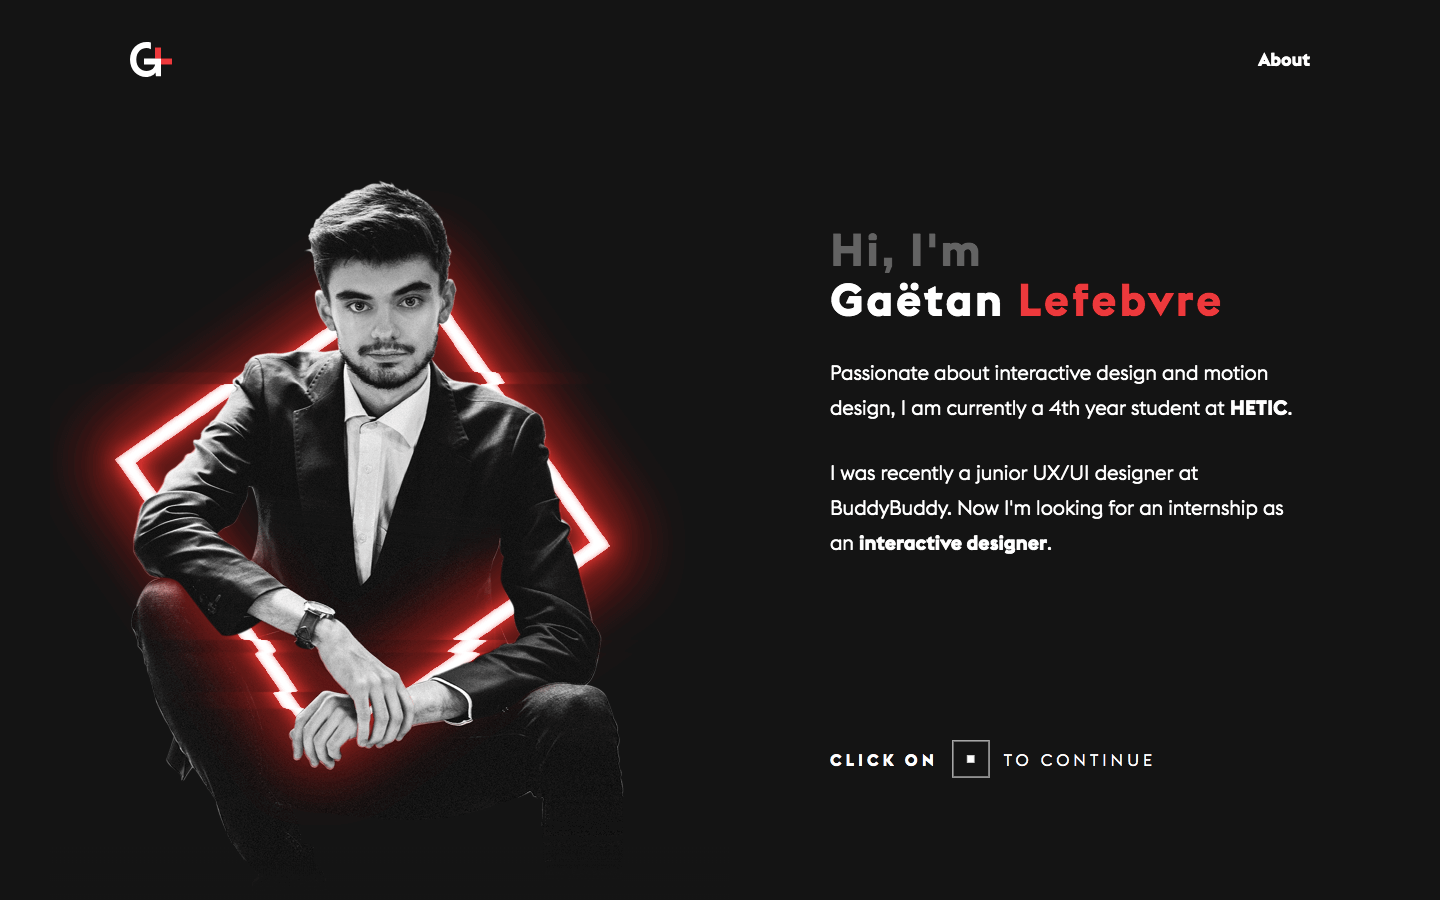 G+
About
Hi, I'm
Gaëtan Lefebvre
Passionate about interactive design and motion
design, I am currently a 4th year student at HETIC.
I was recently a junior UX/UI designer at
BuddyBuddy. Now I'm looking for an internship as
an interactive designer.
CLICK ON TO CONTINUE